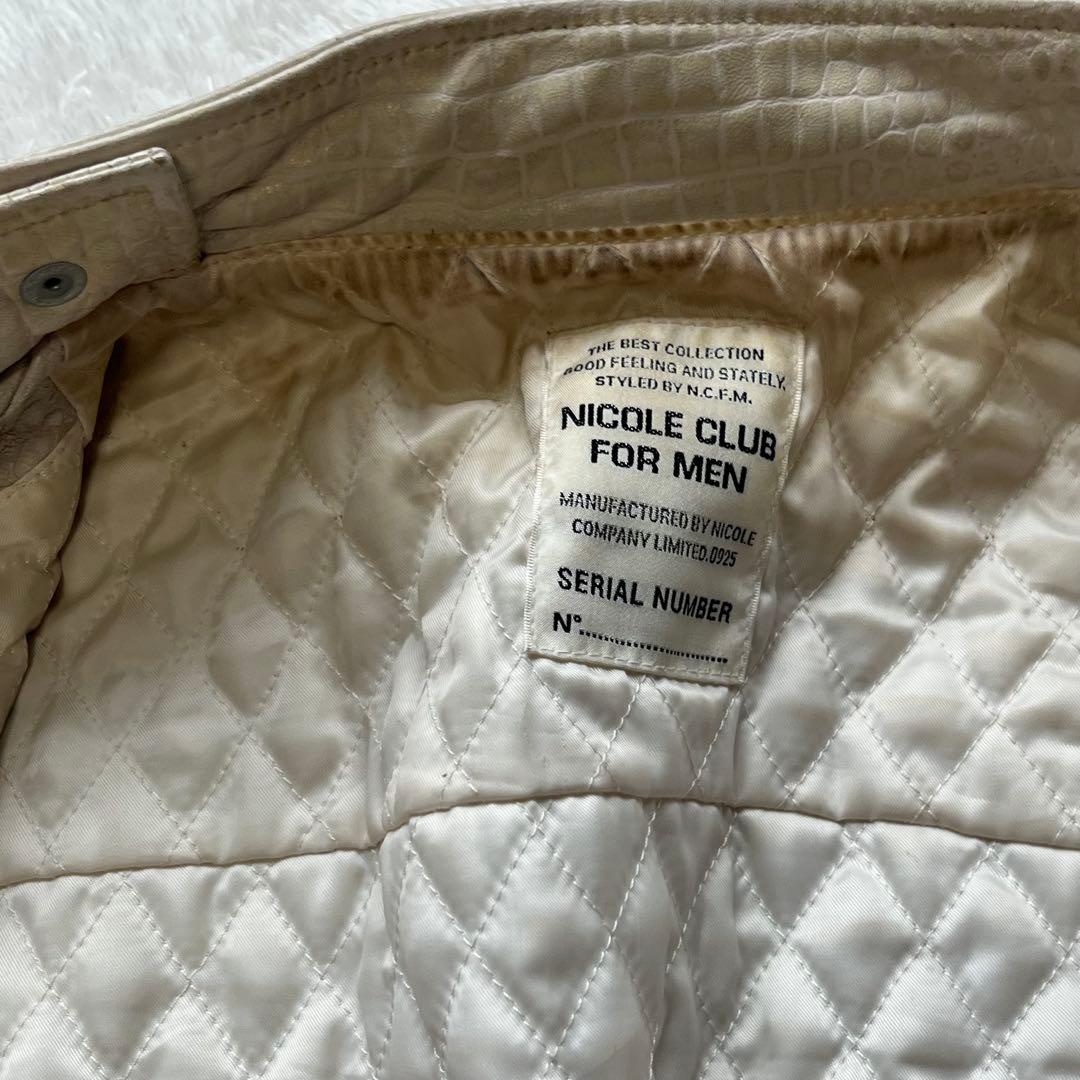 THE BEST COLLECTION
GOOD FEELING AND STATELY.
STYLED BY N.C.F.M.
NICOLE CLUB
FOR MEN
MANUFACTURED BY NICOLE
COMPANY LIMITED.0925
SERIAL NUMBER
N°..........................